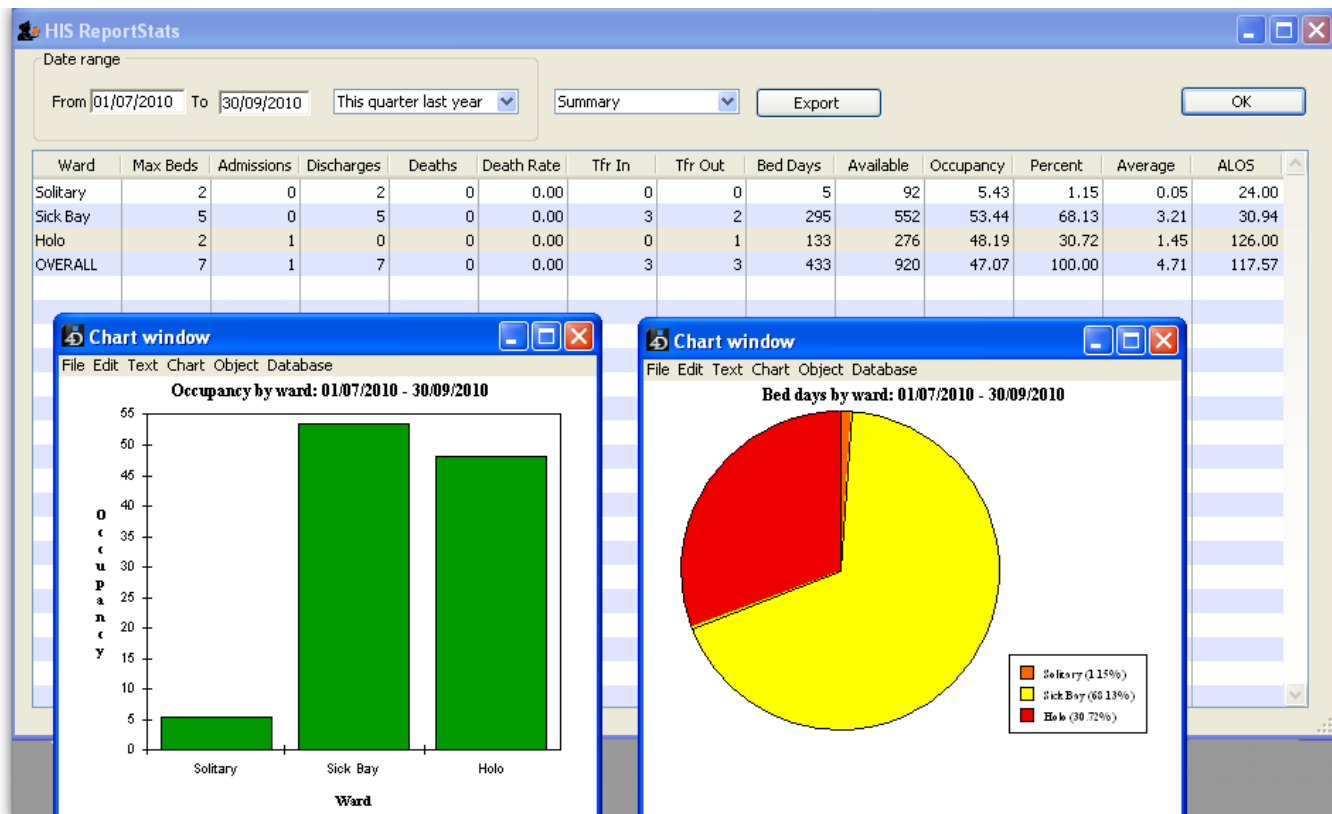 HIS ReportStats
Date range
From 01/07/2010 To 30/09/2010 This quarter last year Summary Export OK
Ward Max Beds Admissions Discharges Deaths Death Rate Tfr In Tfr Out Bed Days Available Occupancy Percent Average ALOS
Solitary 2 0 2 0 0.00 0 0 5 92 5.43 1.15 0.05 24.00
Sick Bay 5 0 5 0 0.00 3 2 295 552 53.44 68.13 3.21 30.94
Holo 2 1 0 0 0.00 0 1 133 276 48.19 30.72 1.45 126.00
OVERALL 7 1 7 0 0.00 3 3 433 920 47.07 100.00 4.71 117.57
Chart window
File Edit Text Chart Object Database
Occupancy by ward: 01/07/2010 - 30/09/2010
55
50
45
40
35
30
25
20
15
10
5
0
Occupancy
Solitary Sick Bay Holo
Ward
Chart window
File Edit Text Chart Object Database
Bed days by ward: 01/07/2010 - 30/09/2010
Solitary (1.15%)
Sick Bay (68.13%)
Holo (30.72%)